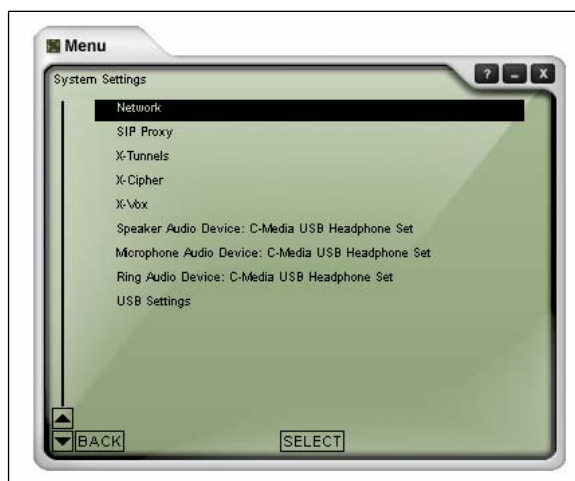 Menu
System Settings
? - X
Network
SIP Proxy
X-Tunnels
X-Cipher
X-Vox
Speaker Audio Device: C-Media USB Headphone Set
Microphone Audio Device: C-Media USB Headphone Set
Ring Audio Device: C-Media USB Headphone Set
USB Settings
BACK SELECT